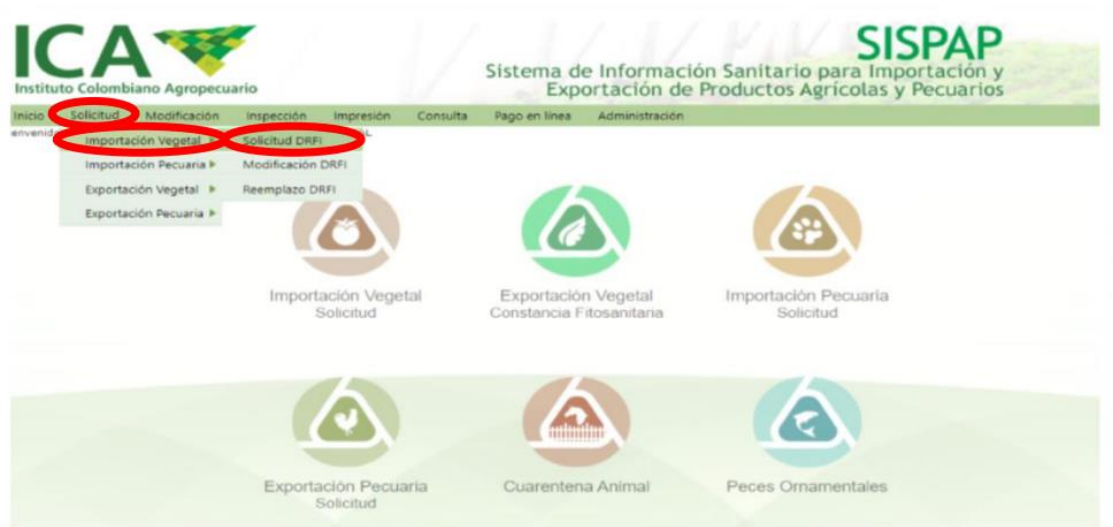 ICA
Instituto Colombiano Agropecuario
SISPAP
Sistema de Información Sanitario para Importación y
Exportación de Productos Agrícolas y Pecuarios
Inicio Solicitud Modificación Inspección Impresión Consulta Pago en línea Administración
Importación Vegetal Solicitud DRFI
Importación Pecuaria Modificación DRFI
Exportación Vegetal Reemplazo DRFI
Exportación Pecuaria
Importación Vegetal
Solicitud
Exportación Vegetal
Constancia Fitosanitaria
Importación Pecuaria
Solicitud
Exportación Pecuaria
Solicitud
Cuarentena Animal
Peces Ornamentales